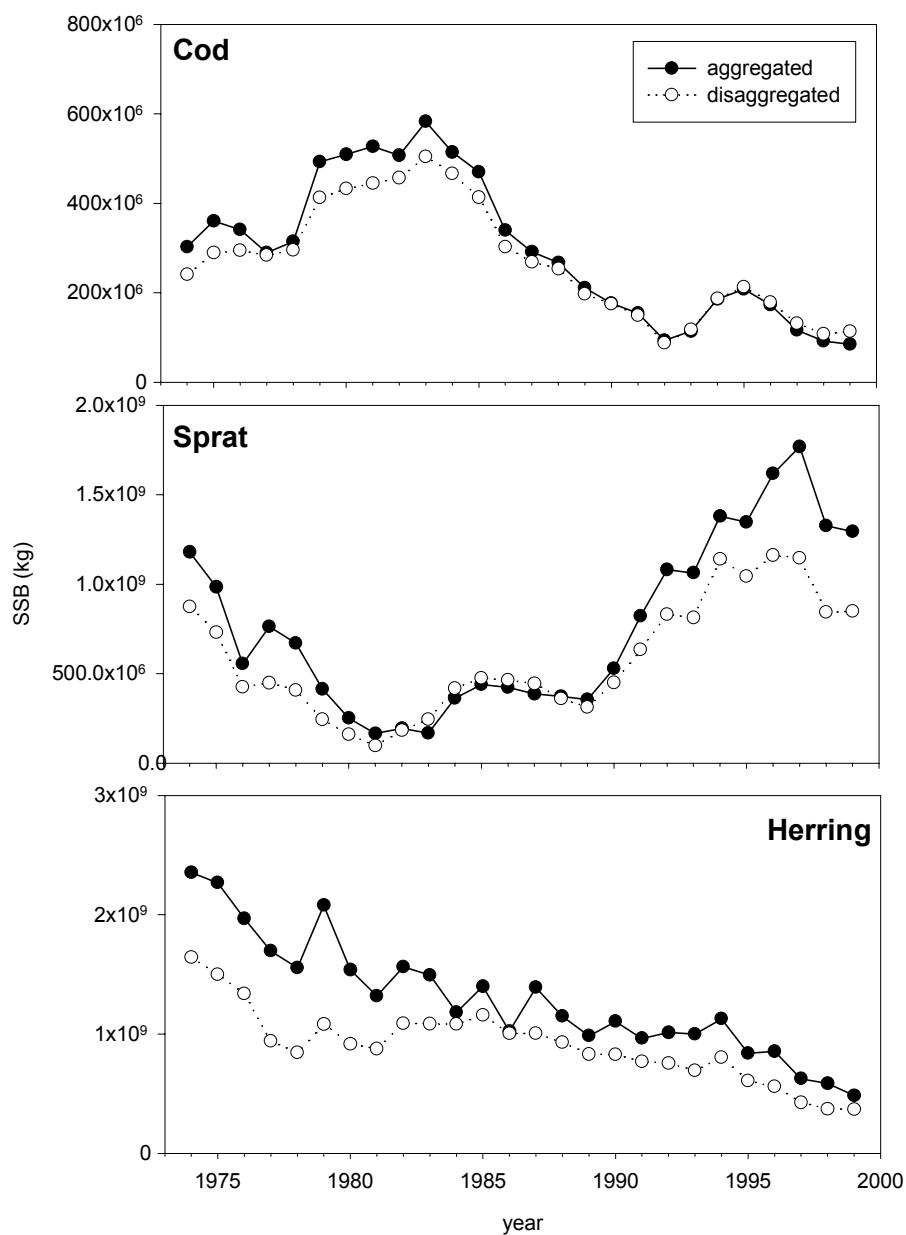 800x10⁶
Cod
aggregated
disaggregated
600x10⁶
400x10⁶
200x10⁶
0
2.0x10⁹
Sprat
1.5x10⁹
1.0x10⁹
500.0x10⁶
0.0
SSB (kg)
3x10⁹
Herring
2x10⁹
1x10⁹
0
1975 1980 1985 1990 1995 2000
year